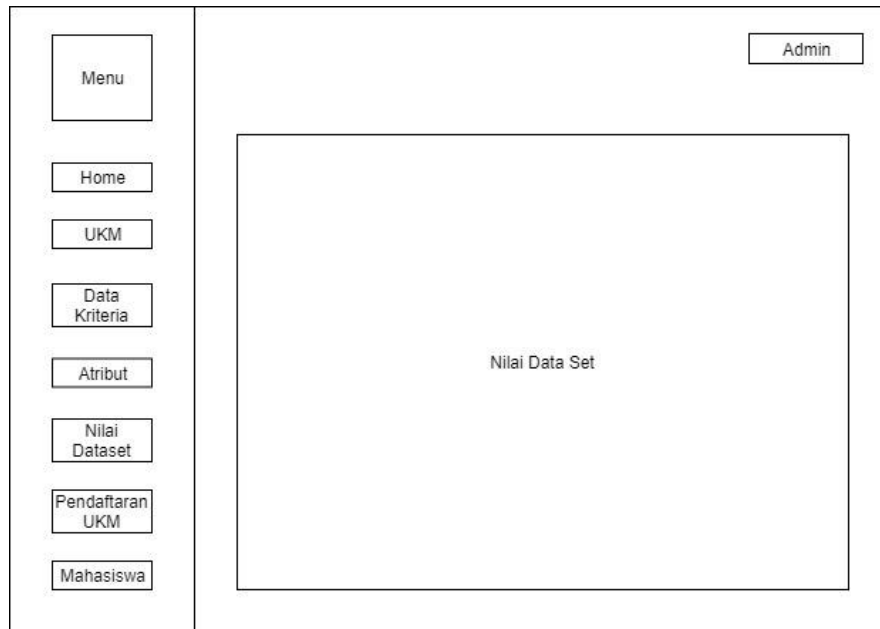 Menu
Home
UKM
Data
Kriteria
Atribut
Nilai
Dataset
Pendaftaran
UKM
Mahasiswa
Admin
Nilai Data Set